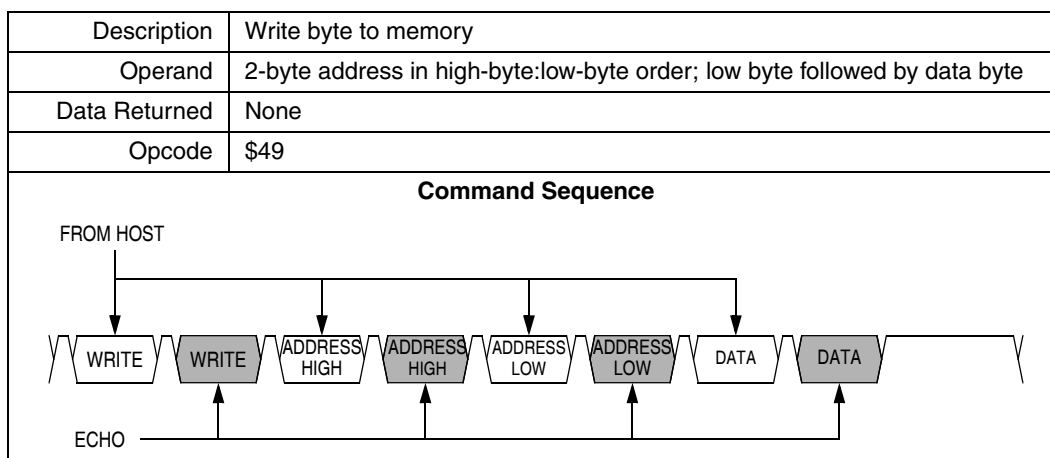 Description Write byte to memory
Operand 2-byte address in high-byte:low-byte order; low byte followed by data byte
Data Returned None
Opcode $49
Command Sequence
FROM HOST
WRITE WRITE ADDRESS HIGH ADDRESS HIGH ADDRESS LOW ADDRESS LOW DATA DATA
ECHO